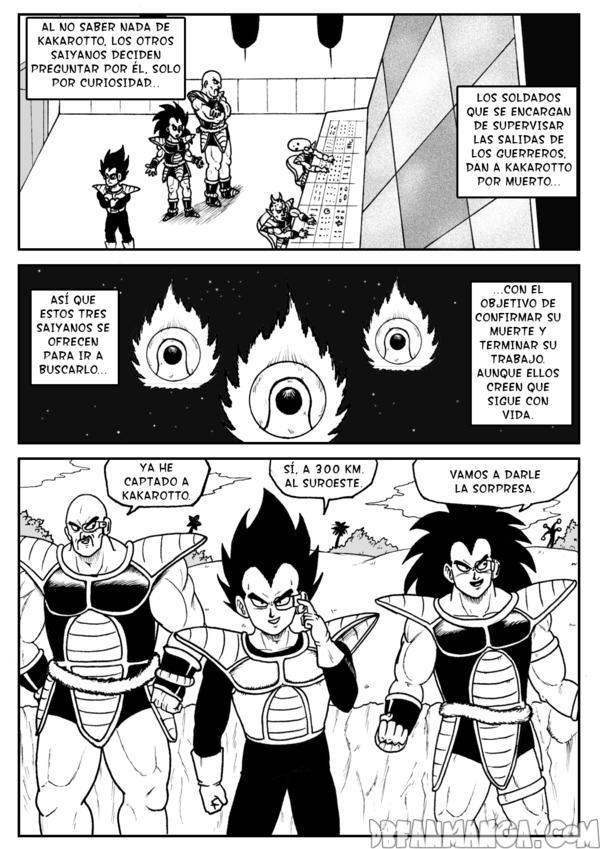 AL NO SABER NADA DE
KAKAROTTO, LOS OTROS
SAIYANOS DECIDEN
PREGUNTAR POR ÉL, SOLO
POR CURIOSIDAD...
LOS SOLDADOS
QUE SE ENCARGAN
DE SUPERVISAR
LAS SALIDAS DE
LOS GUERREROS,
DAN A KAKAROTTO
POR MUERTO...
ASÍ QUE
ESTOS TRES
SAIYANOS SE
OFRECEN
PARA IR A
BUSCARLO...
...CON EL
OBJETIVO DE
CONFIRMAR SU
MUERTE Y
TERMINAR SU
TRABAJO.
AUNQUE ELLOS
CREEN QUE
SIGUE CON
VIDA.
YA HE
CAPTADO A
KAKAROTTO.
SÍ, A 300 KM.
AL SUROESTE.
VAMOS A DARLE
LA SORPRESA.
DBFANMANGA.COM